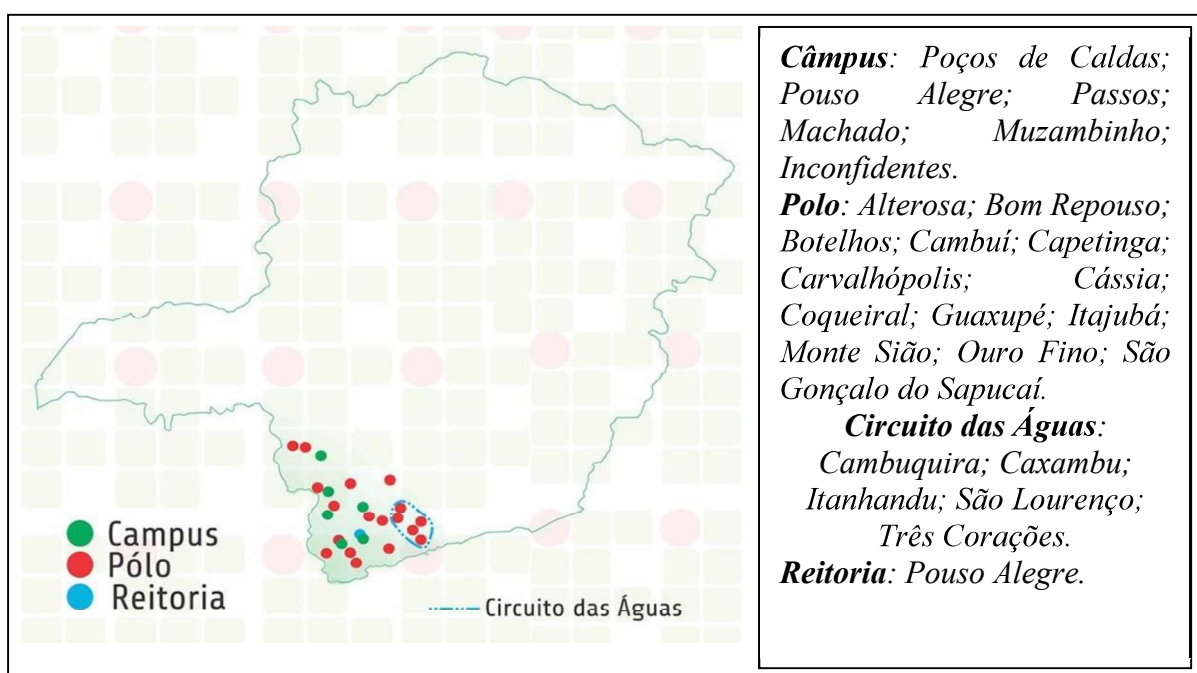 Campus
Pólo
Reitoria
Circuito das Águas
Câmpus: Poços de Caldas;
Pouso Alegre; Passos;
Machado; Muzambinho;
Inconfidentes.
Polo: Alterosa; Bom Repouso;
Botelhos; Cambuí; Capetinga;
Carvalhópolis; Cássia;
Coqueiral; Guaxupé; Itajubá;
Monte Sião; Ouro Fino; São
Gonçalo do Sapucaí.
Circuito das Águas:
Cambuquira; Caxambu;
Itanhandu; São Lourenço;
Três Corações.
Reitoria: Pouso Alegre.